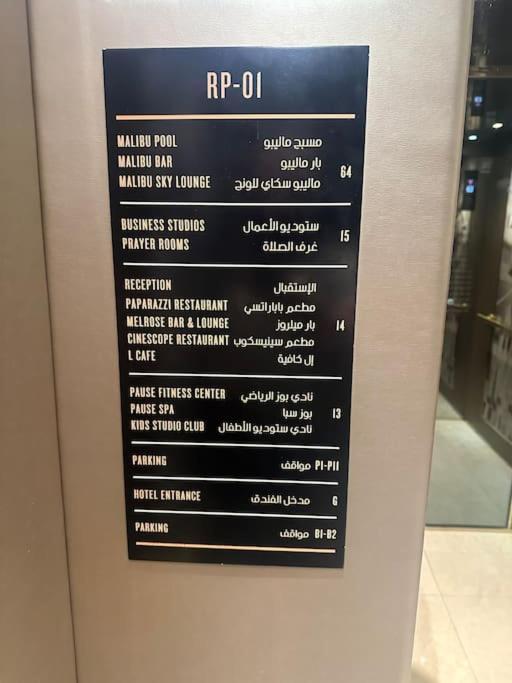 RP-01
MALIBU POOL مسبح ماليبو
MALIBU BAR بار ماليبو
MALIBU SKY LOUNGE ماليبو سكاي للونج 64
BUSINESS STUDIOS ستوديو الأعمال
PRAYER ROOMS غرف الصلاة 15
RECEPTION الإستقبال
PAPARAZZI RESTAURANT مطعم باباراتسي
MELROSE BAR & LOUNGE بار ميلروز 14
CINESCOPE RESTAURANT مطعم سينيسكوب
L CAFE إل كافية
PAUSE FITNESS CENTER نادي بوز الرياضي
PAUSE SPA بوز سبا 13
KIDS STUDIO CLUB نادي ستوديو الأطفال
PARKING مواقف P1-P11
HOTEL ENTRANCE مدخل الفندق G
PARKING مواقف B1-B2